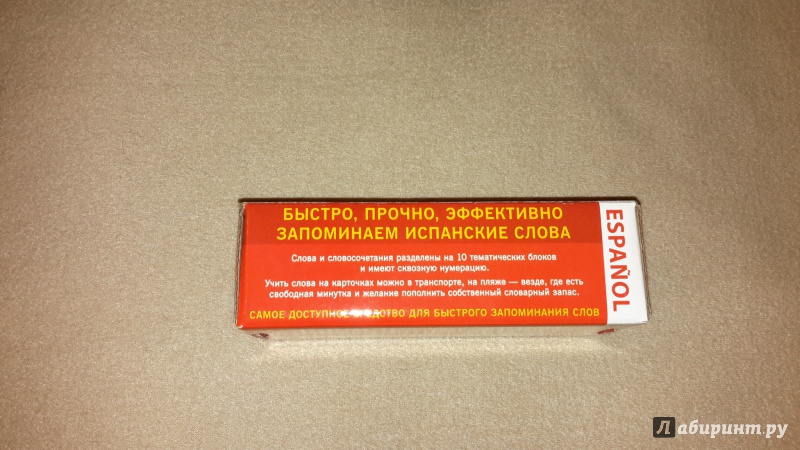 БЫСТРО, ПРОЧНО, ЭФФЕКТИВНО
ЗАПОМИНАЕМ ИСПАНСКИЕ СЛОВА
Слова и словосочетания разделены на 10 тематических блоков
и имеют сквозную нумерацию.
Учить слова на карточках можно в транспорте, на пляже — везде, где есть
свободная минутка и желание пополнить собственный словарный запас.
САМОЕ ДОСТУПНОЕ СРЕДСТВО ДЛЯ БЫСТРОГО ЗАПОМИНАНИЯ СЛОВ
ESPAÑOL
Лабиринт.ру